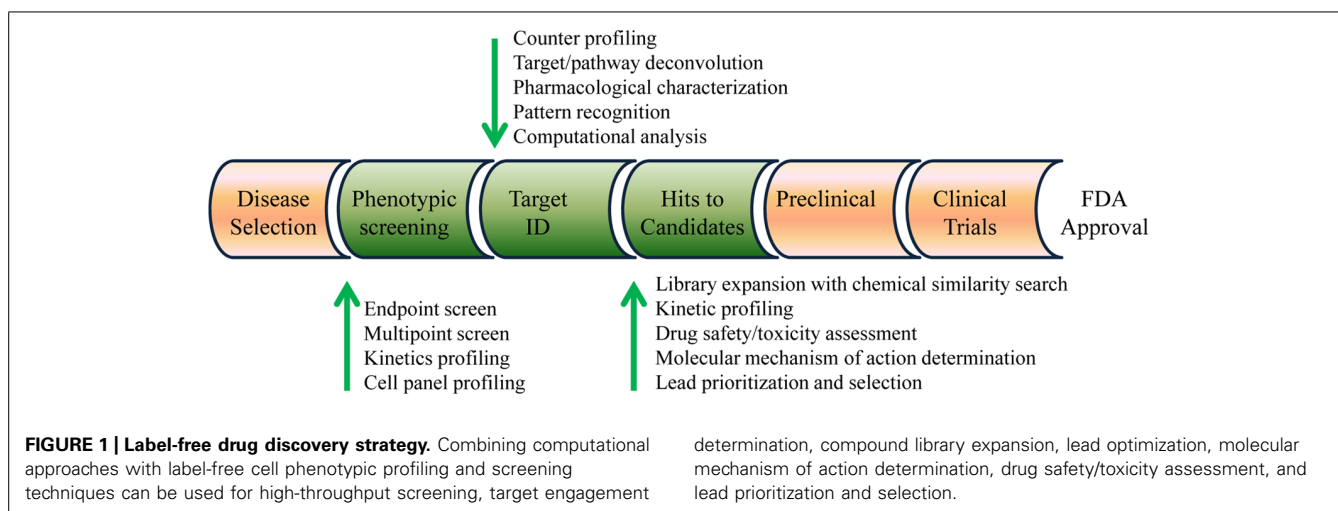 Counter profiling
Target/pathway deconvolution
Pharmacological characterization
Pattern recognition
Computational analysis
Disease
Selection
Phenotypic
screening
Target
ID
Hits to
Candidates
Preclinical
Clinical
Trials
FDA
Approval
Endpoint screen
Multipoint screen
Kinetics profiling
Cell panel profiling
Library expansion with chemical similarity search
Kinetic profiling
Drug safety/toxicity assessment
Molecular mechanism of action determination
Lead prioritization and selection
FIGURE 1 | Label-free drug discovery strategy. Combining computational
approaches with label-free cell phenotypic profiling and screening
techniques can be used for high-throughput screening, target engagement
determination, compound library expansion, lead optimization, molecular
mechanism of action determination, drug safety/toxicity assessment, and
lead prioritization and selection.